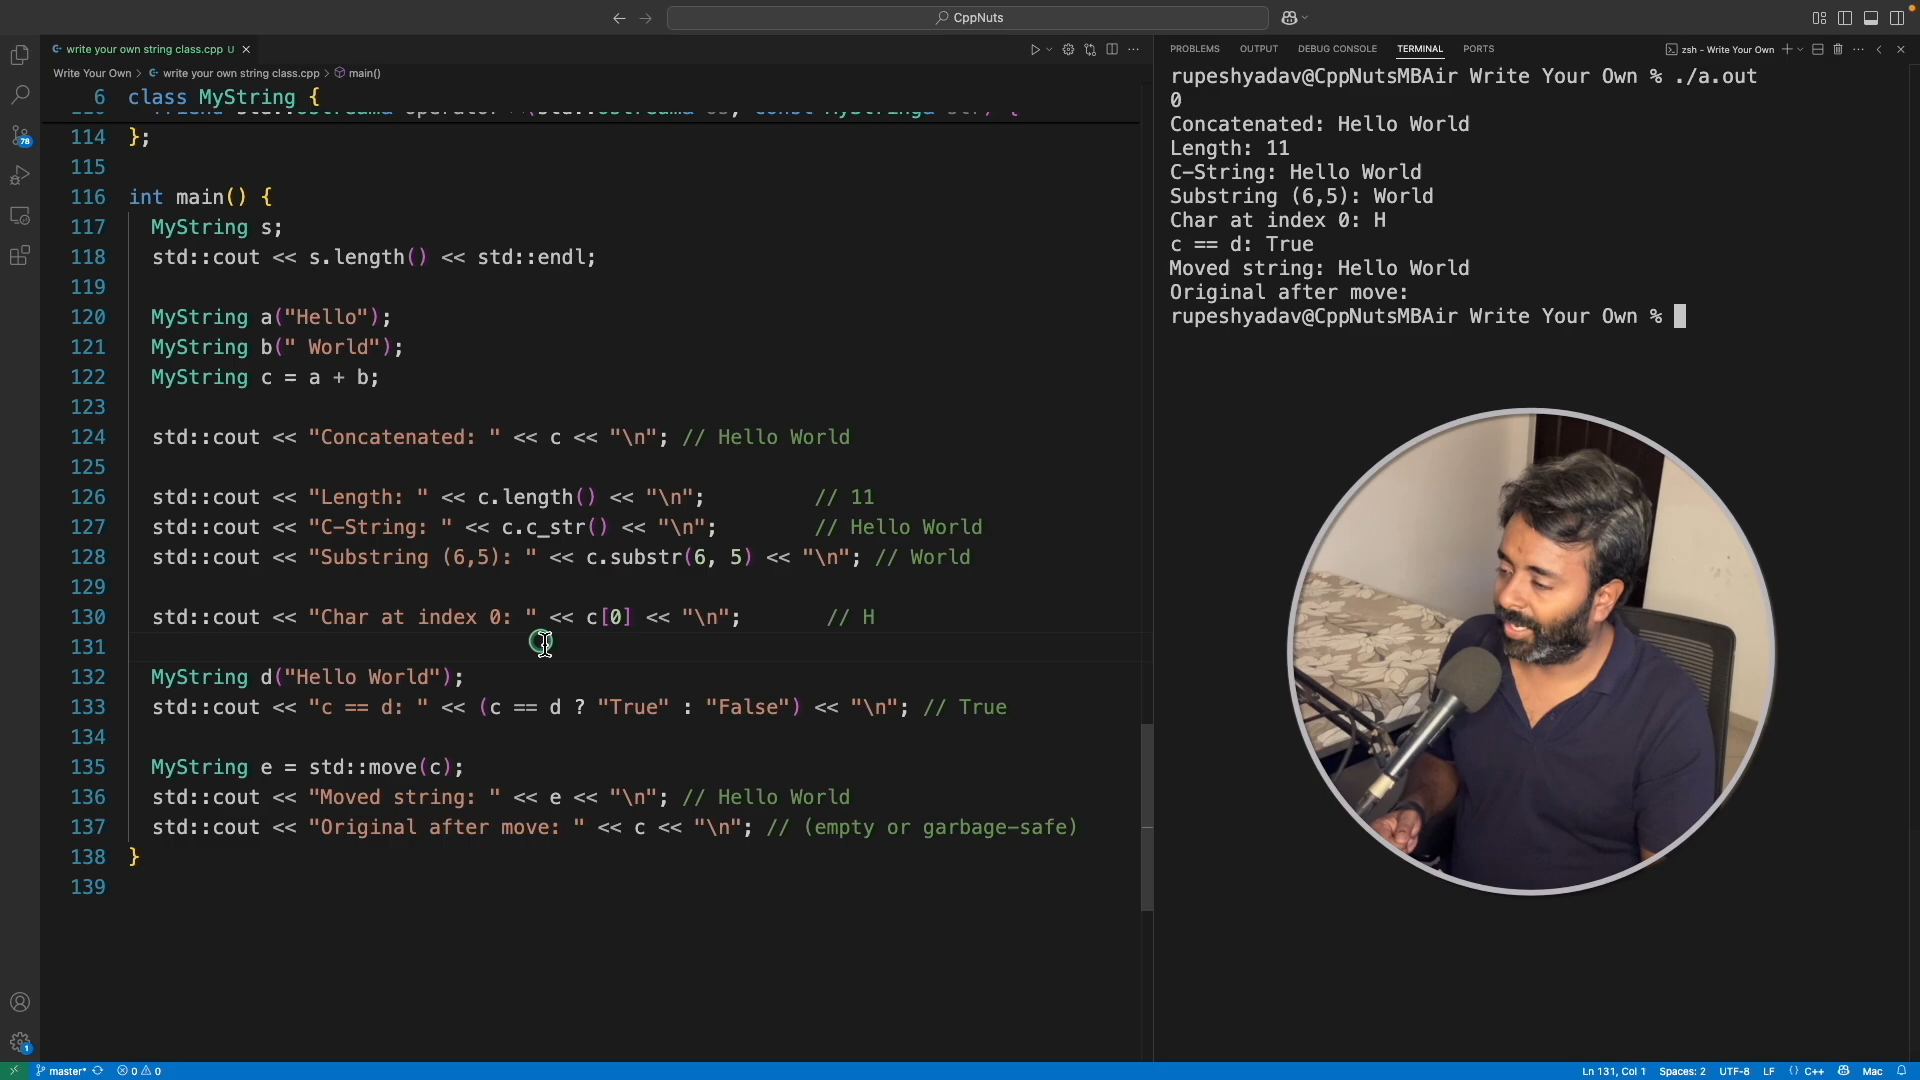 CppNuts
write your own string class.cpp U
Write Your Own > write your own string class.cpp > main()
6 class MyString {
114 };
115
116 int main() {
117 MyString s;
118 std::cout << s.length() << std::endl;
119
120 MyString a("Hello");
121 MyString b(" World");
122 MyString c = a + b;
123
124 std::cout << "Concatenated: " << c << "\n"; // Hello World
125
126 std::cout << "Length: " << c.length() << "\n"; // 11
127 std::cout << "C-String: " << c.c_str() << "\n"; // Hello World
128 std::cout << "Substring (6,5): " << c.substr(6, 5) << "\n"; // World
129
130 std::cout << "Char at index 0: " << c[0] << "\n"; // H
131
132 MyString d("Hello World");
133 std::cout << "c == d: " << (c == d ? "True" : "False") << "\n"; // True
134
135 MyString e = std::move(c);
136 std::cout << "Moved string: " << e << "\n"; // Hello World
137 std::cout << "Original after move: " << c << "\n"; // (empty or garbage-safe)
138 }
139
PROBLEMS OUTPUT DEBUG CONSOLE TERMINAL PORTS
zsh - Write Your Own
rupeshyadav@CppNutsMBAir Write Your Own % ./a.out
0
Concatenated: Hello World
Length: 11
C-String: Hello World
Substring (6,5): World
Char at index 0: H
c == d: True
Moved string: Hello World
Original after move:
rupeshyadav@CppNutsMBAir Write Your Own %
78
1
master* 0 0
Ln 131, Col 1 Spaces: 2 UTF-8 LF {} C++ Mac